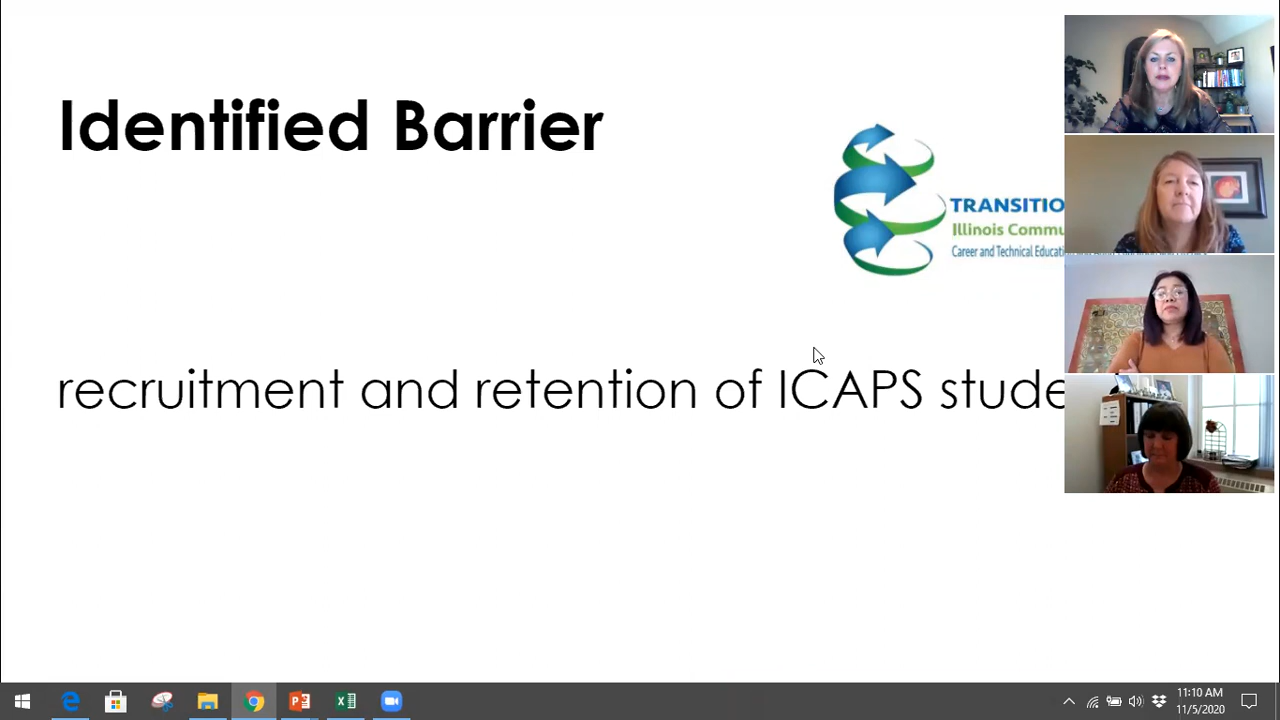 Identified Barrier
TRANSITIO
Illinois Commu
Career and Technical Educati
recruitment and retention of ICAPS stude
11:10 AM
11/5/2020